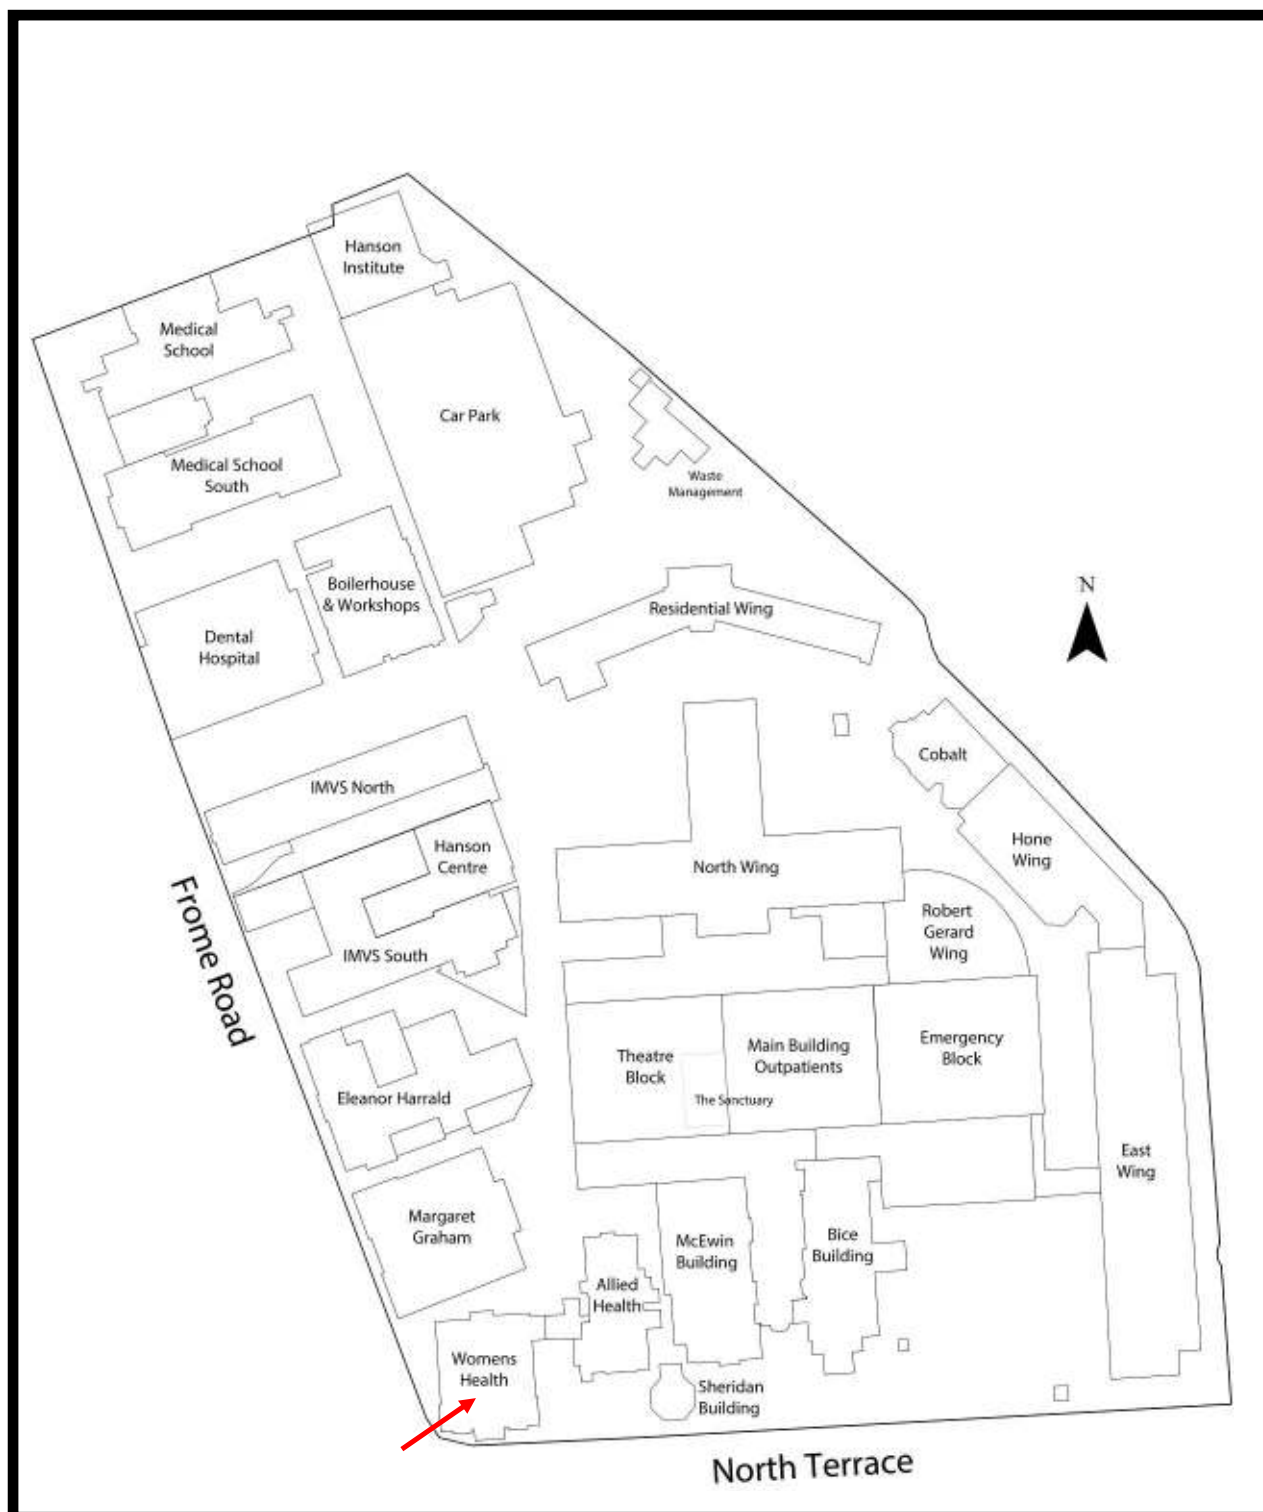 Hanson
Institute
Medical
School
Car Park
Medical School
South
Waste
Management
Boilerhouse
& Workshops
Residential Wing
N
Dental
Hospital
Cobalt
IMVS North
Hone
Wing
Hanson
Centre
North Wing
Robert
Gerard
Wing
Frome Road
IMVS South
Theatre
Block
Main Building
Outpatients
Emergency
Block
The Sanctuary
Eleanor Harrald
East
Wing
Margaret
Graham
McEwin
Building
Bice
Building
Allied
Health
Womens
Health
Sheridan
Building
North Terrace